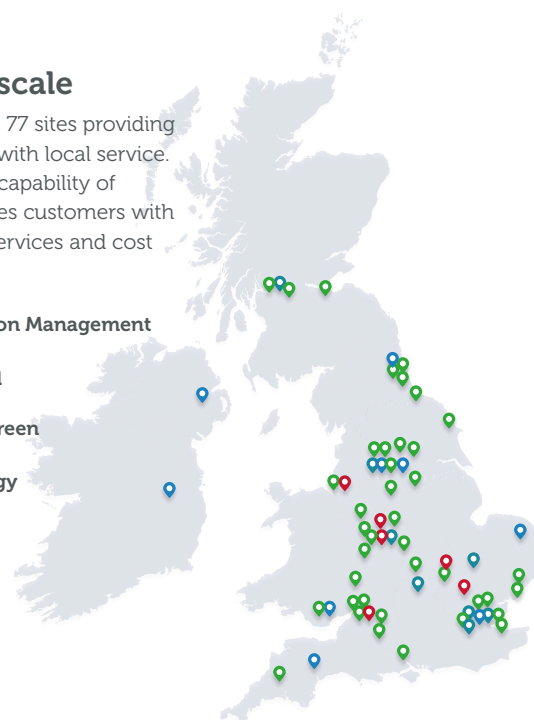 scale
77 sites providing
with local service.
capability of
es customers with
ervices and cost
on Management
reen
gy